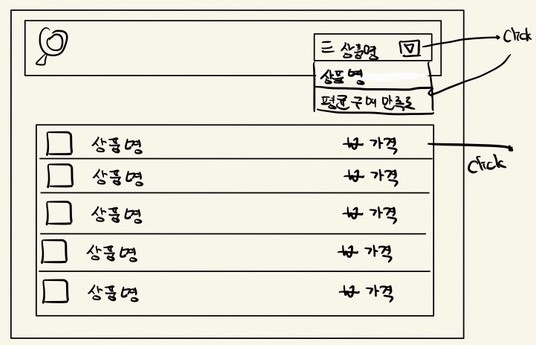 三 상품명
Click
상품명
평균 구매 만족도
상품명 ₩ 가격
Click
상품명 ₩ 가격
상품명 ₩ 가격
상품명 ₩ 가격
상품명 ₩ 가격